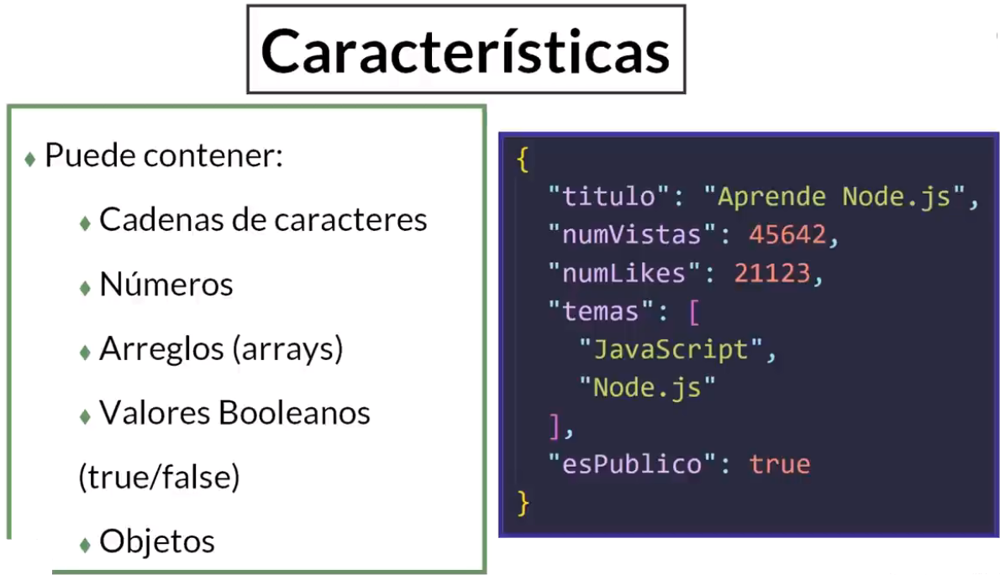 Características
Puede contener:
Cadenas de caracteres
Números
Arreglos (arrays)
Valores Booleanos
(true/false)
Objetos
{
"titulo": "Aprende Node.js",
"numVistas": 45642,
"numLikes": 21123,
"temas": [
"JavaScript",
"Node.js"
],
"esPublico": true
}